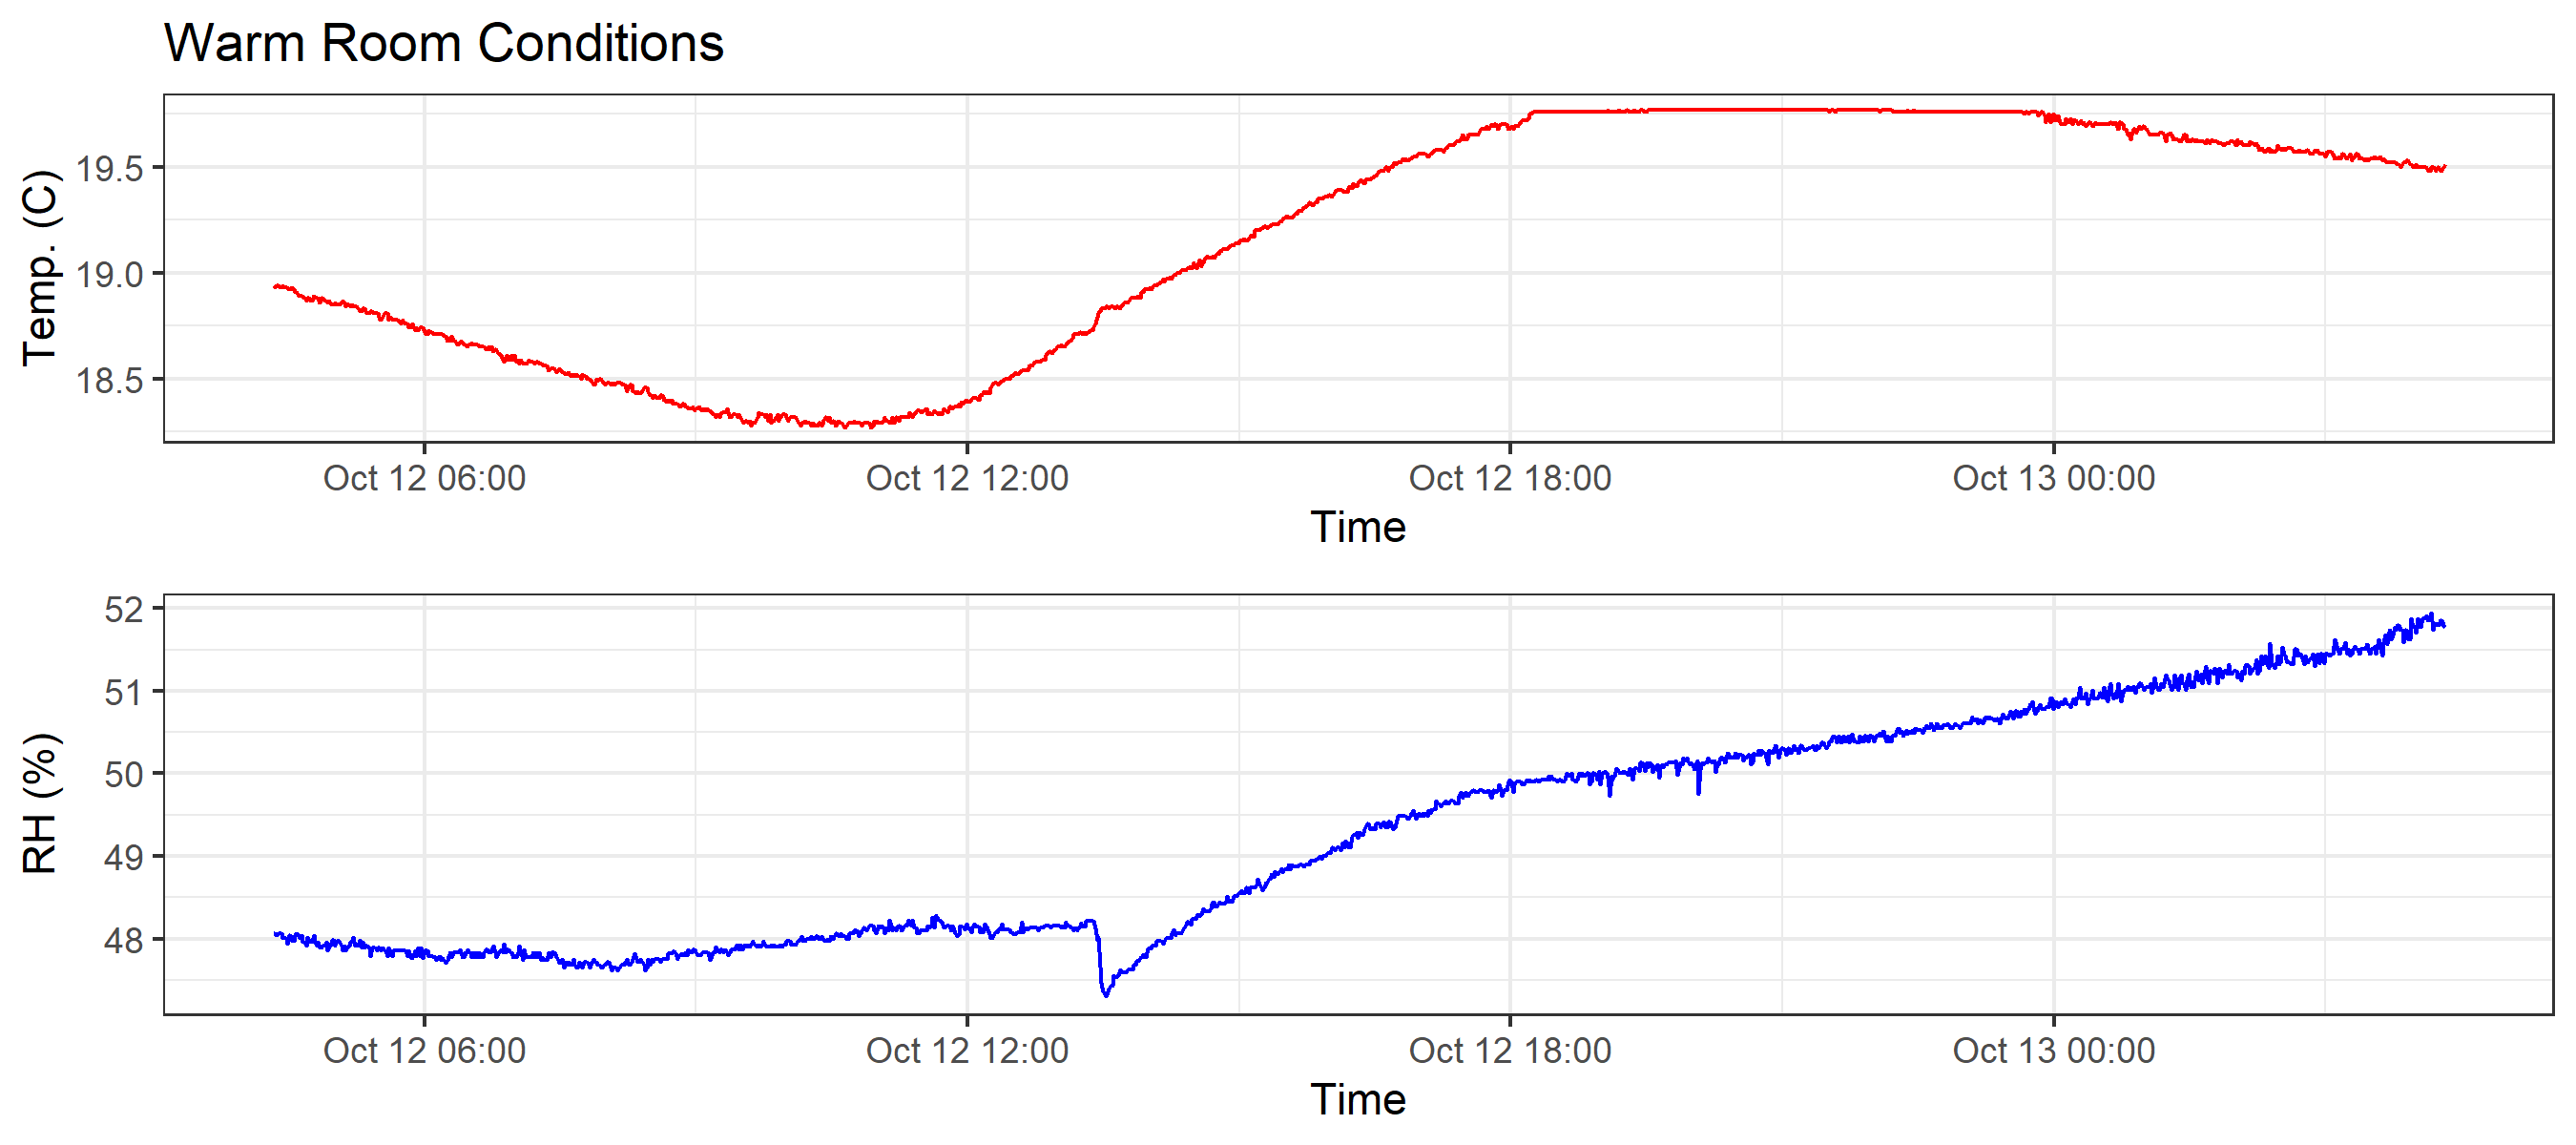 Warm Room Conditions
Temp. (C)
19.5
19.0
18.5
Oct 12 06:00 Oct 12 12:00 Oct 12 18:00 Oct 13 00:00
Time
RH (%)
52
51
50
49
48
Oct 12 06:00 Oct 12 12:00 Oct 12 18:00 Oct 13 00:00
Time